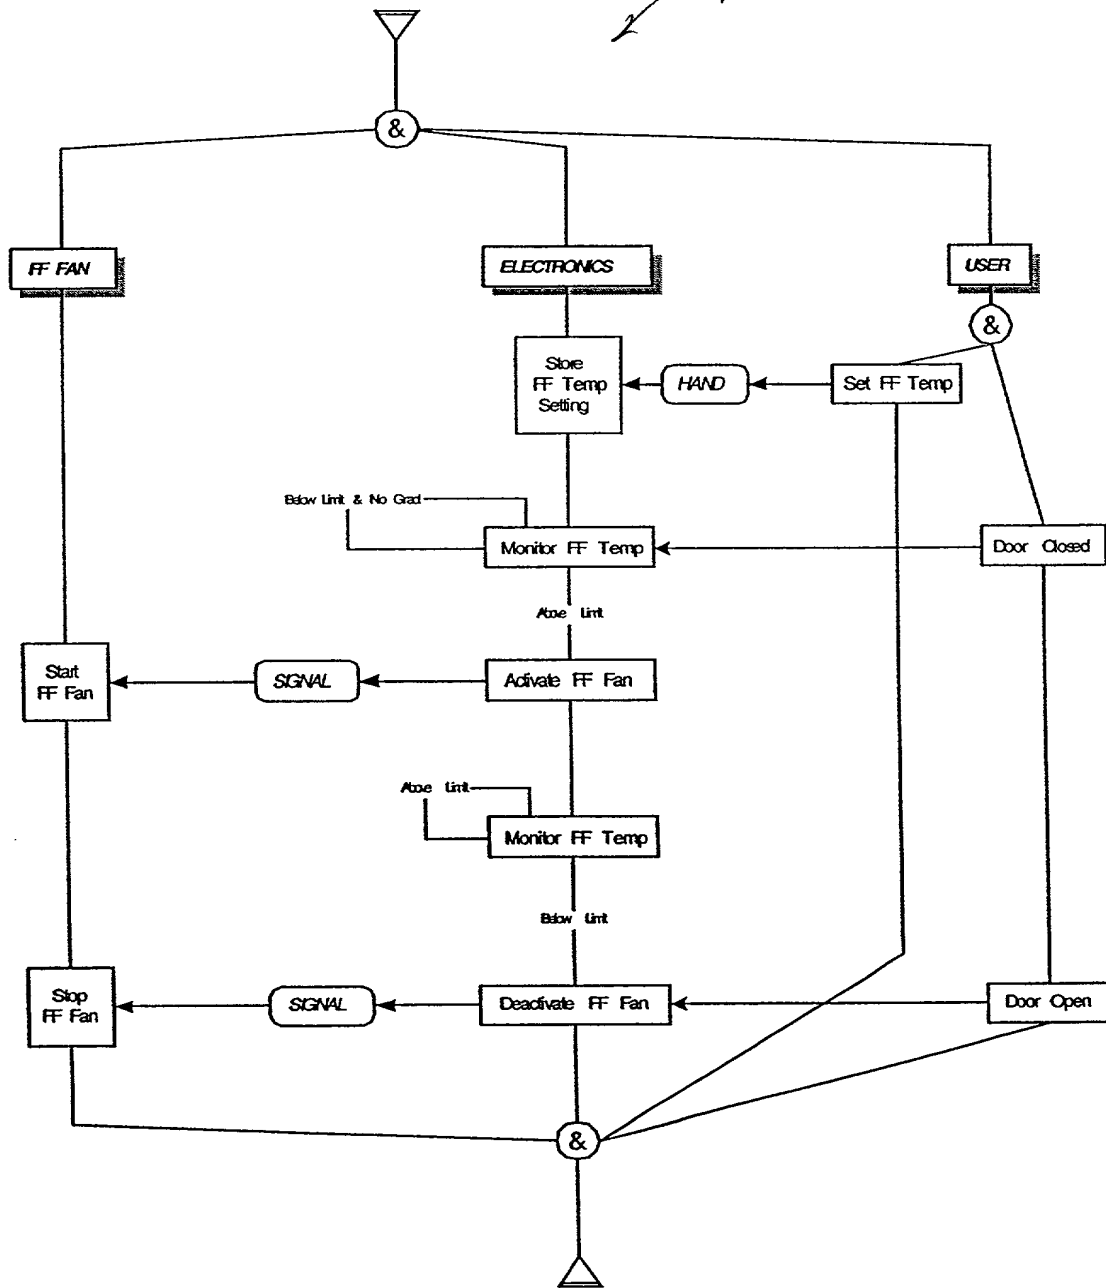 &
FF FAN
ELECTRONICS
USER
&
Store
FF Temp
Setting
HAND
Set FF Temp
Below Limit & No Grad
Monitor FF Temp
Door Closed
Above Limit
Start
FF Fan
SIGNAL
Activate FF Fan
Above Limit
Monitor FF Temp
Below Limit
Stop
FF Fan
SIGNAL
Deactivate FF Fan
Door Open
&